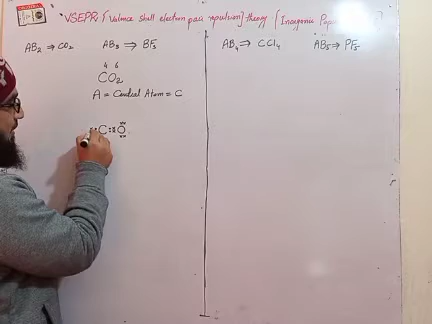 VSEPR { Valence shell electron pair repulsion} theory [Inorganic
AB₂ ⇒ CO₂ AB₃ ⇒ BF₃
AB₄ ⇒ CCl₄ AB₅ ⇒ PF₅
4 6
CO₂
A = Central Atom = C
C O